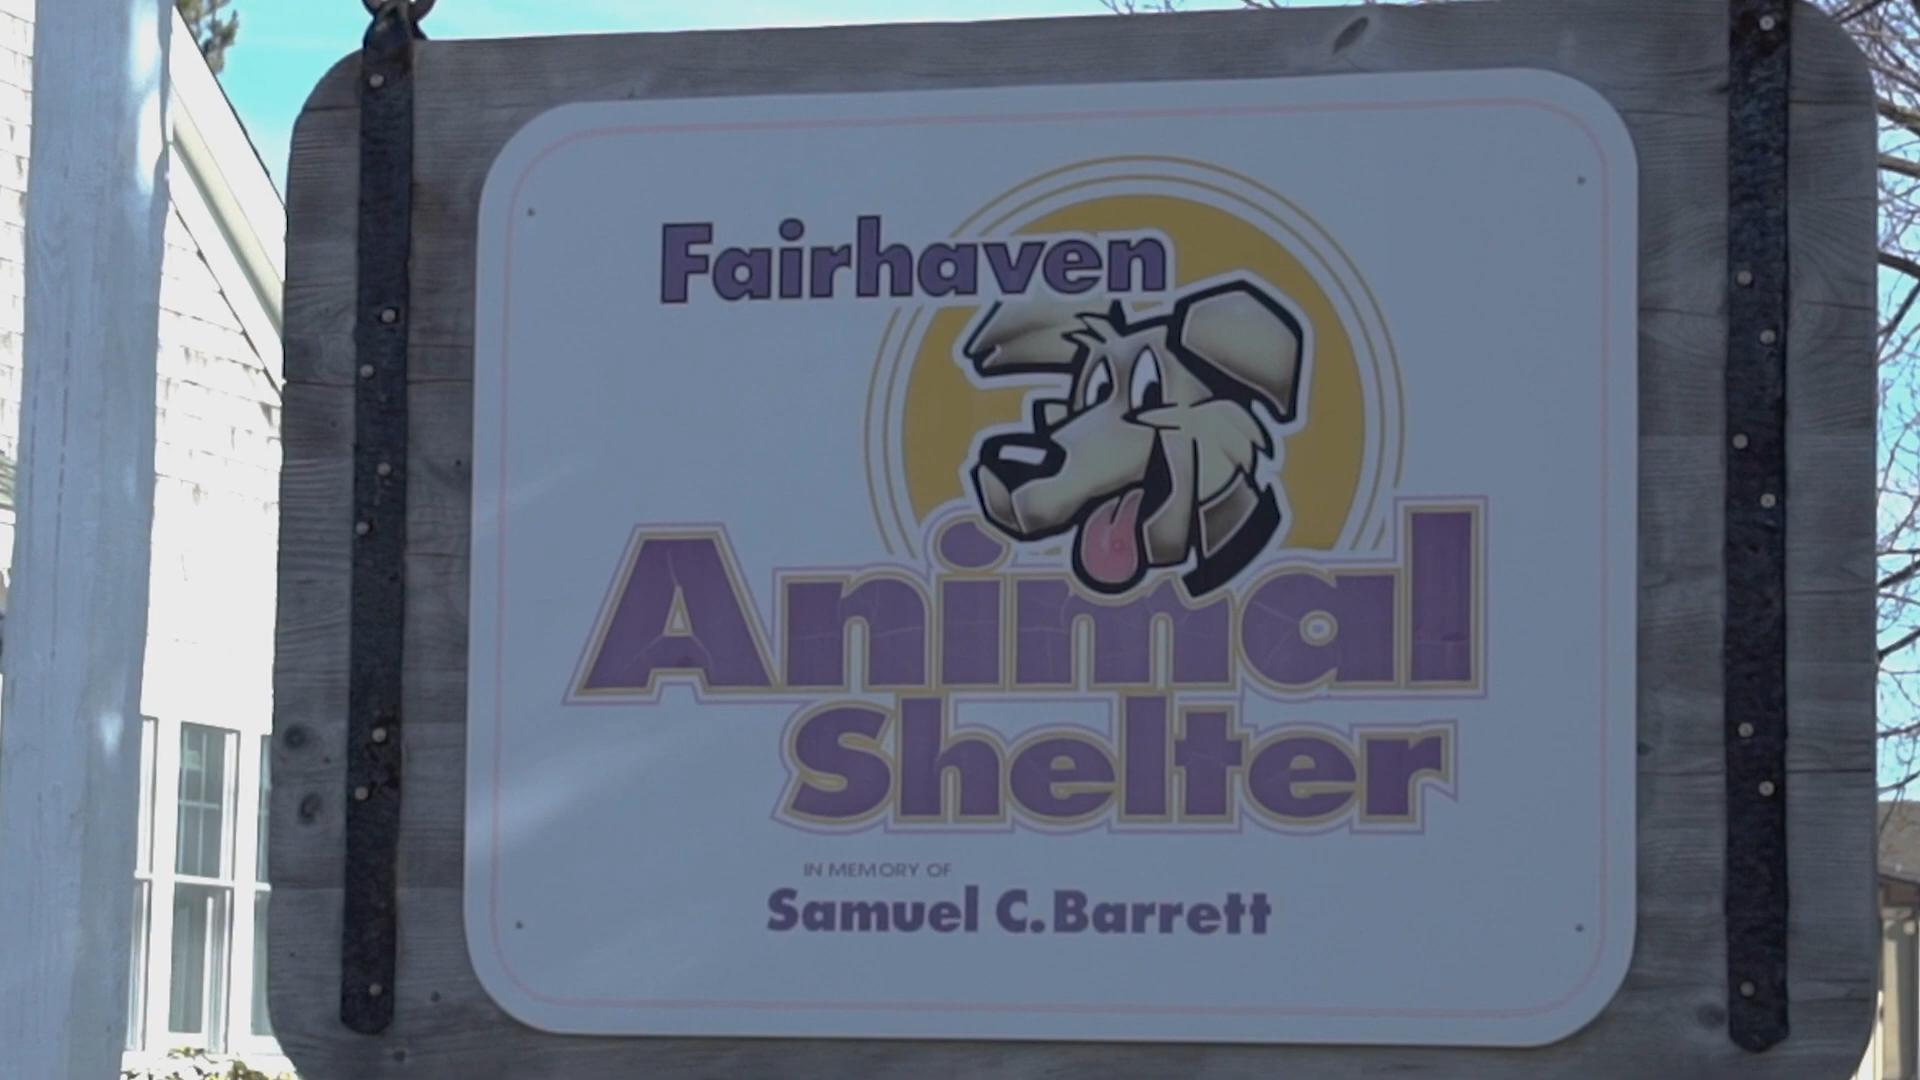 Fairhaven
Animal
Shelter
IN MEMORY OF
Samuel C. Barrett